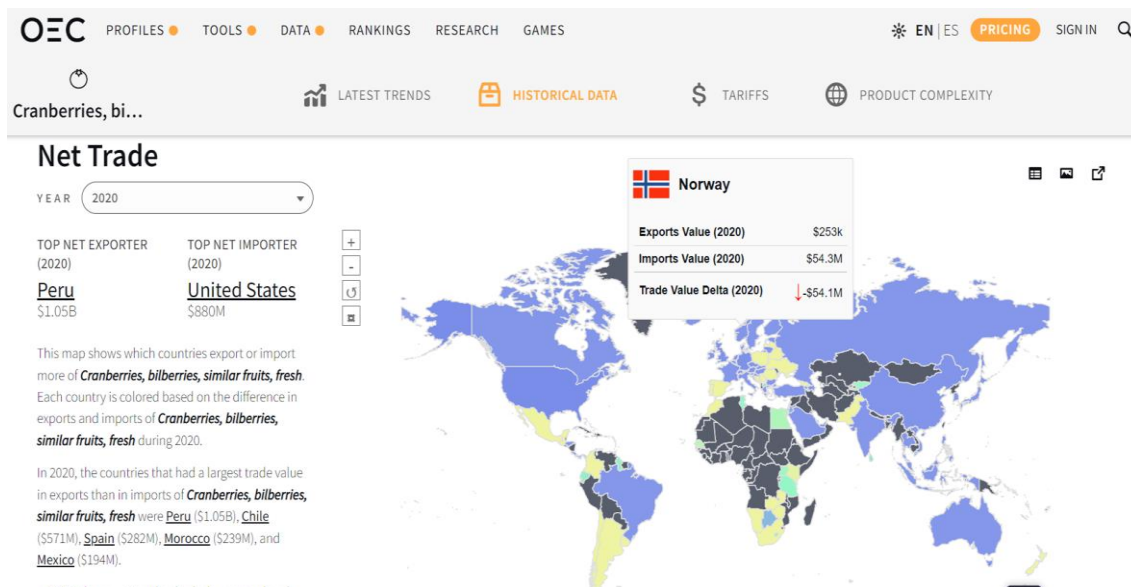 OEC PROFILES TOOLS DATA RANKINGS RESEARCH GAMES EN | ES PRICING SIGN IN
Cranberries, bi...
LATEST TRENDS HISTORICAL DATA $ TARIFFS PRODUCT COMPLEXITY
Net Trade
YEAR 2020
TOP NET EXPORTER
(2020)
Peru
$1.05B
TOP NET IMPORTER
(2020)
United States
$880M
This map shows which countries export or import
more of Cranberries, bilberries, similar fruits, fresh.
Each country is colored based on the difference in
exports and imports of Cranberries, bilberries,
similar fruits, fresh during 2020.
In 2020, the countries that had a largest trade value
in exports than in imports of Cranberries, bilberries,
similar fruits, fresh were Peru ($1.05B), Chile
($571M), Spain ($282M), Morocco ($239M), and
Mexico ($194M).
+
-
Norway
Exports Value (2020) $253k
Imports Value (2020) $54.3M
Trade Value Delta (2020) ↓-$54.1M